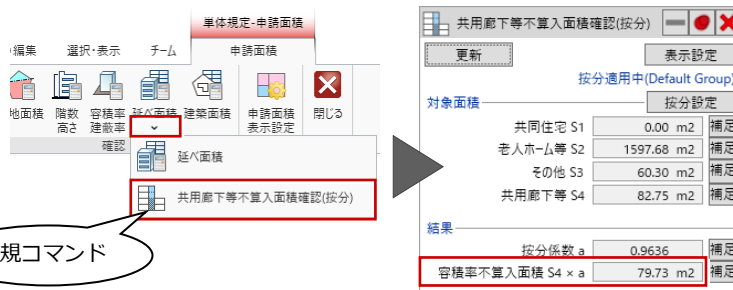 単体規定-申請面積
編集 選択・表示 チーム 申請面積
地面積 階数 高さ 容積率 建蔽率 延べ面積 建築面積 申請面積 表示設定 閉じる
確認
延べ面積
共用廊下等不算入面積確認(按分)
規コマンド
共用廊下等不算入面積確認(按分)
更新 表示設定
按分適用中(Default Group)
対象面積 按分設定
共同住宅 S1 0.00 m2 補足
老人ホーム等 S2 1597.68 m2 補足
その他 S3 60.30 m2 補足
共用廊下等 S4 82.75 m2 補足
結果
按分係数 a 0.9636 補足
容積率不算入面積 S4 × a 79.73 m2 補足